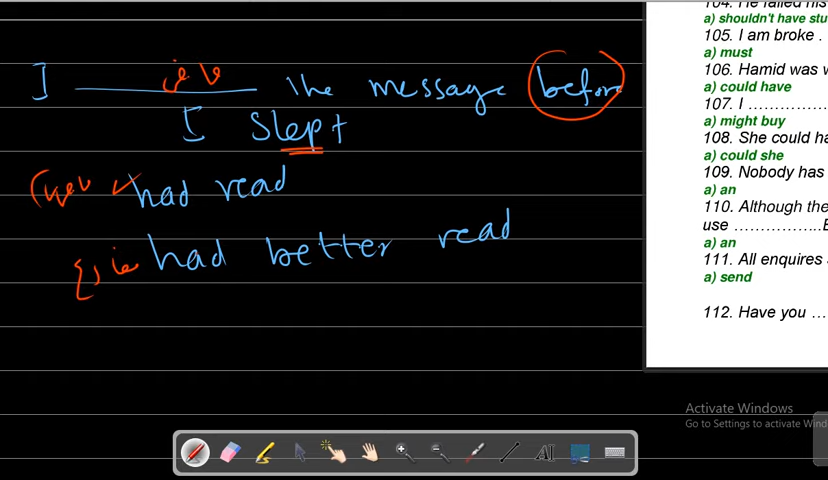 I ________ the message before
I slept
had read
had better read
104. He failed his
a) shouldn't have stu
105. I am broke .
a) must
106. Hamid was v
a) could have
107. I ……………
a) might buy
108. She could ha
a) could she
109. Nobody has
a) an
110. Although the
use ……………..E
a) an
111. All enquires
a) send
112. Have you ….
Activate Windows
Go to Settings to activate Wind
AI